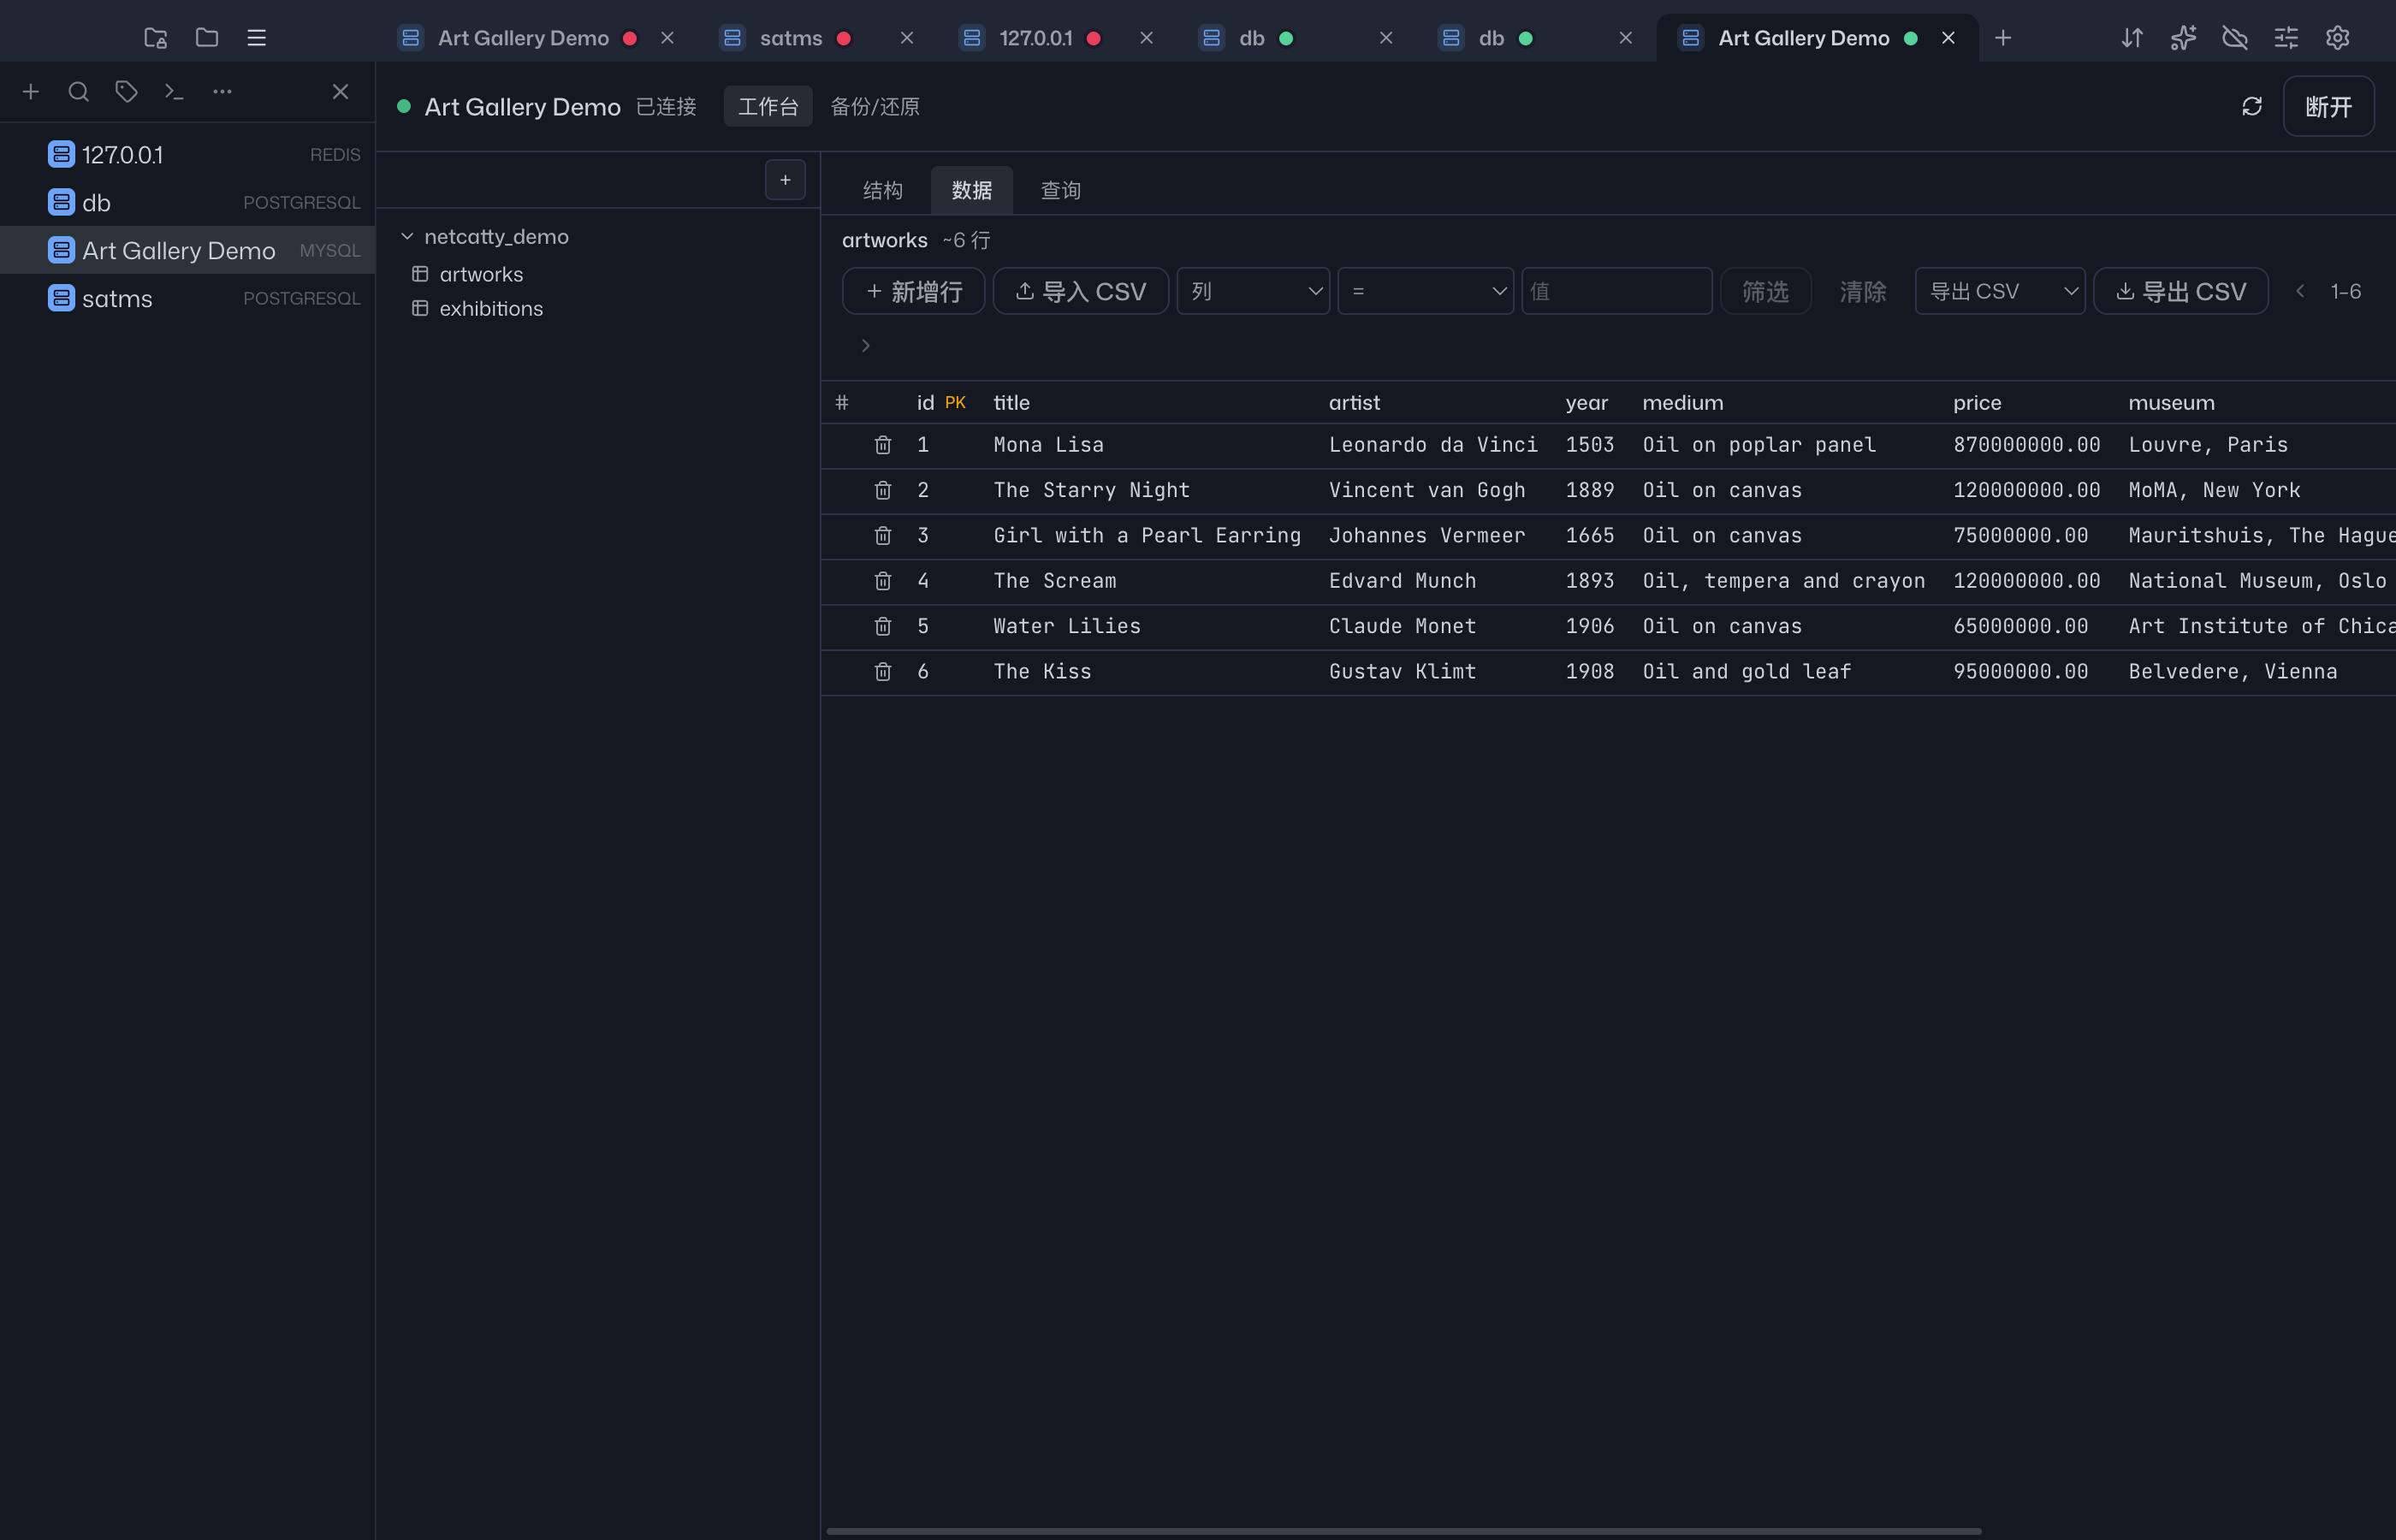 Art Gallery Demo
satms
127.0.0.1
db
db
Art Gallery Demo
127.0.0.1 REDIS
db POSTGRESQL
Art Gallery Demo MYSQL
satms POSTGRESQL
Art Gallery Demo 已连接 工作台 备份/还原
断开
netcatty_demo
artworks
exhibitions
结构 数据 查询
artworks ~6 行
新增行 导入 CSV 列 = 值 筛选 清除 导出 CSV 导出 CSV 1–6
# id PK title artist year medium price museum
1 Mona Lisa Leonardo da Vinci 1503 Oil on poplar panel 870000000.00 Louvre, Paris
2 The Starry Night Vincent van Gogh 1889 Oil on canvas 120000000.00 MoMA, New York
3 Girl with a Pearl Earring Johannes Vermeer 1665 Oil on canvas 75000000.00 Mauritshuis, The Hague
4 The Scream Edvard Munch 1893 Oil, tempera and crayon 120000000.00 National Museum, Oslo
5 Water Lilies Claude Monet 1906 Oil on canvas 65000000.00 Art Institute of Chica
6 The Kiss Gustav Klimt 1908 Oil and gold leaf 95000000.00 Belvedere, Vienna